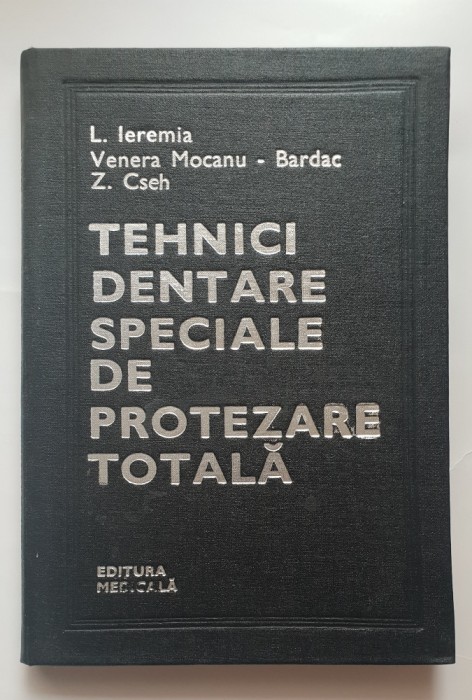 L. Ieremia
Venera Mocanu - Bardac
Z. Cseh
TEHNICI
DENTARE
SPECIALE
DE
PROTEZARE
TOTALĂ
EDITURA
MEDICALĂ